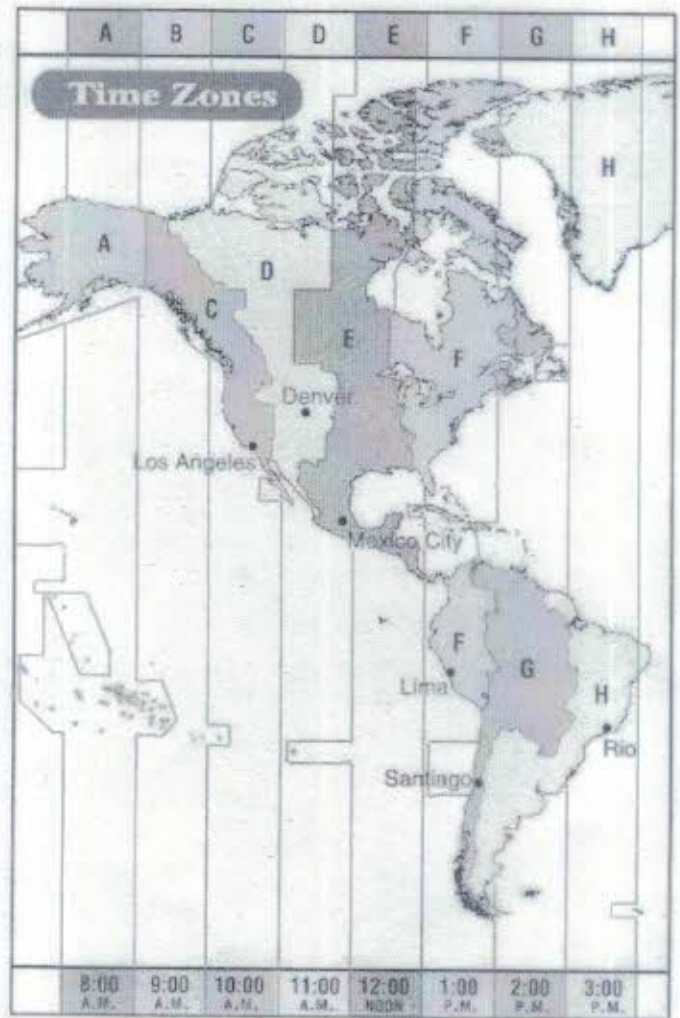 A B C D E F G H
Time Zones
H
A
D
C
E
F
Denver
Los Angeles
Mexico City
F
G
Lima
H
Rio
Santiago
8:00 9:00 10:00 11:00 12:00 1:00 2:00 3:00
A.M. A.M. A.M. A.M. NOON P.M. P.M. P.M.